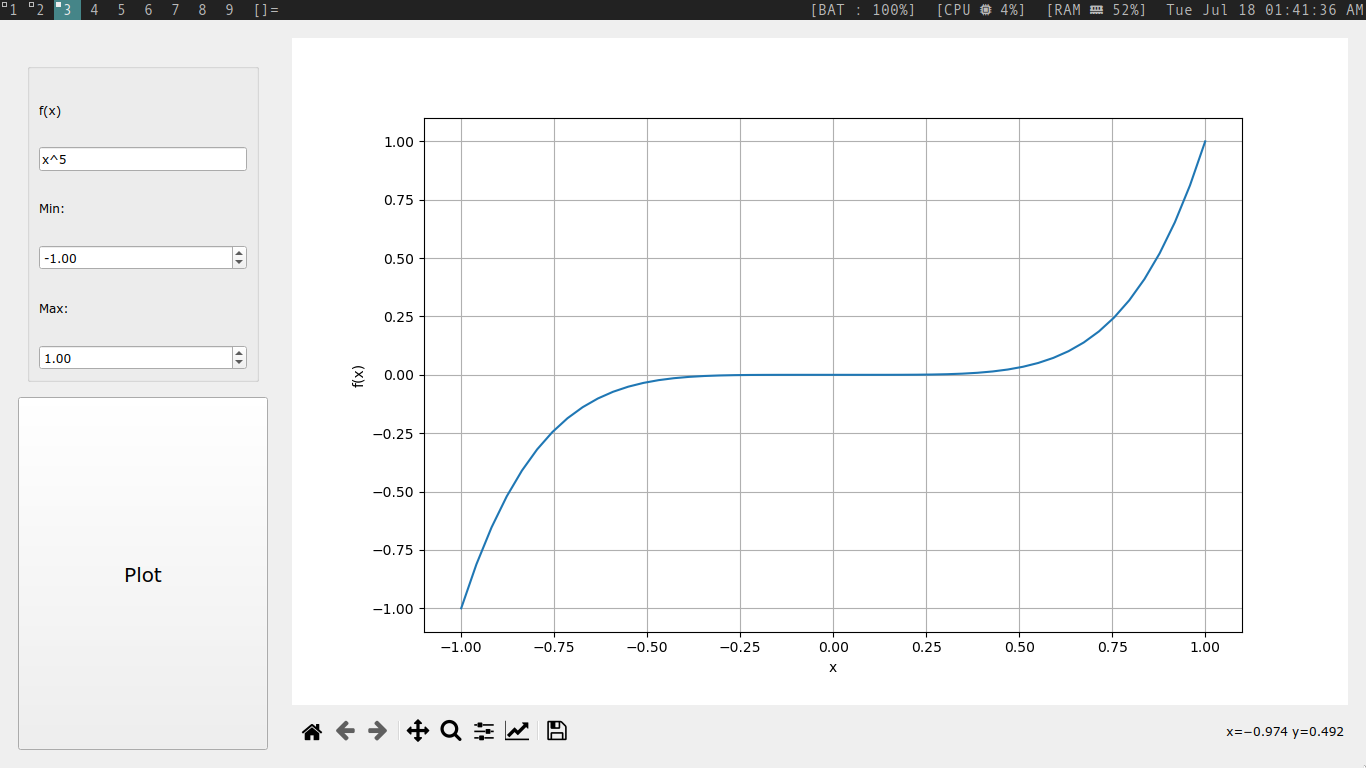 1 2 3 4 5 6 7 8 9 []= [BAT : 100%] [CPU 4%] [RAM 52%] Tue Jul 18 01:41:36 AM
f(x)
x^5
Min:
-1.00
Max:
1.00
Plot
1.00
0.75
0.50
0.25
0.00
−0.25
−0.50
−0.75
−1.00
f(x)
−1.00 −0.75 −0.50 −0.25 0.00 0.25 0.50 0.75 1.00
x
x=−0.974 y=0.492